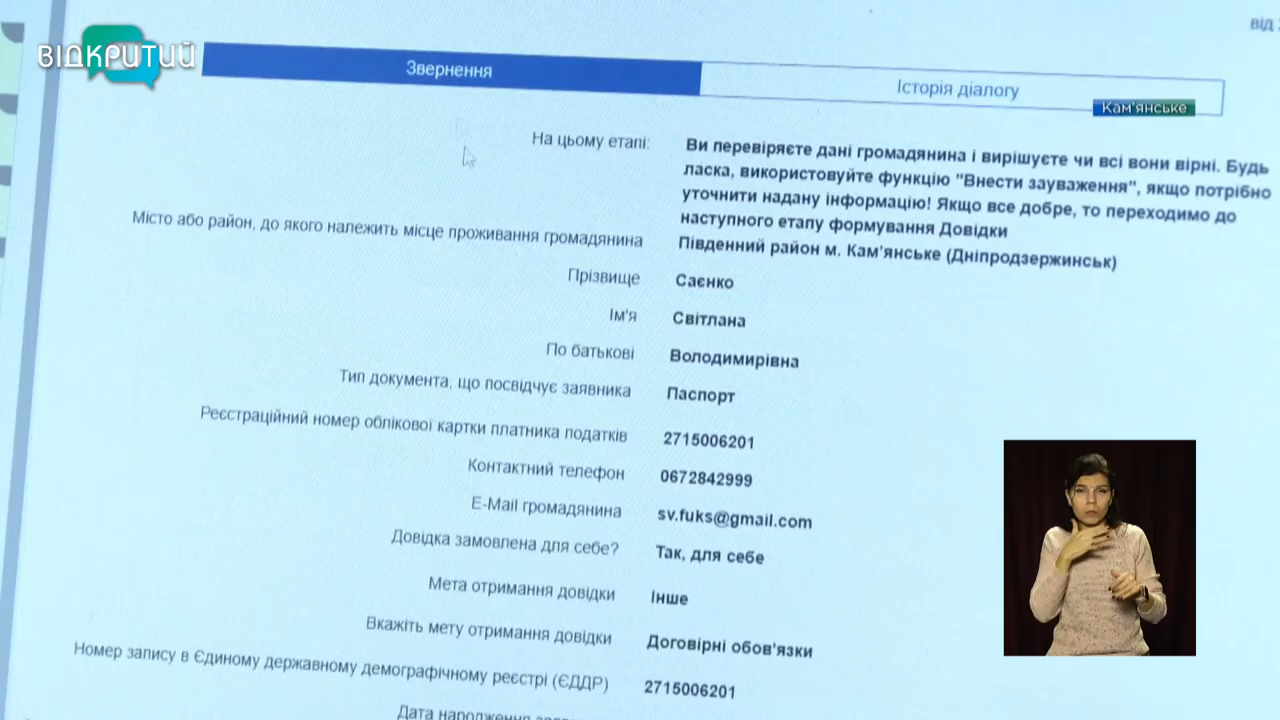 від
ВІДКРИТИЙ
Звернення
Історія діалогу
Кам'янське
На цьому етапі:
Ви перевіряєте дані громадянина і вирішуєте чи всі вони вірні. Будь
ласка, використовуйте функцію "Внести зауваження", якщо потрібно
уточнити надану інформацію! Якщо все добре, то переходимо до
наступного етапу формування Довідки
Місто або район, до якого належить місце проживання громадянина
Південний район м. Кам'янське (Дніпродзержинськ)
Прізвище Саєнко
Ім'я Світлана
По батькові Володимирівна
Тип документа, що посвідчує заявника Паспорт
Реєстраційний номер облікової картки платника податків 2715006201
Контактний телефон 0672842999
E-Mail громадянина sv.fuks@gmail.com
Довідка замовлена для себе? Так, для себе
Мета отримання довідки Інше
Вкажіть мету отримання довідки Договірні обов'язки
Номер запису в Єдиному державному демографічному реєстрі (ЄДДР) 2715006201
Дата народження